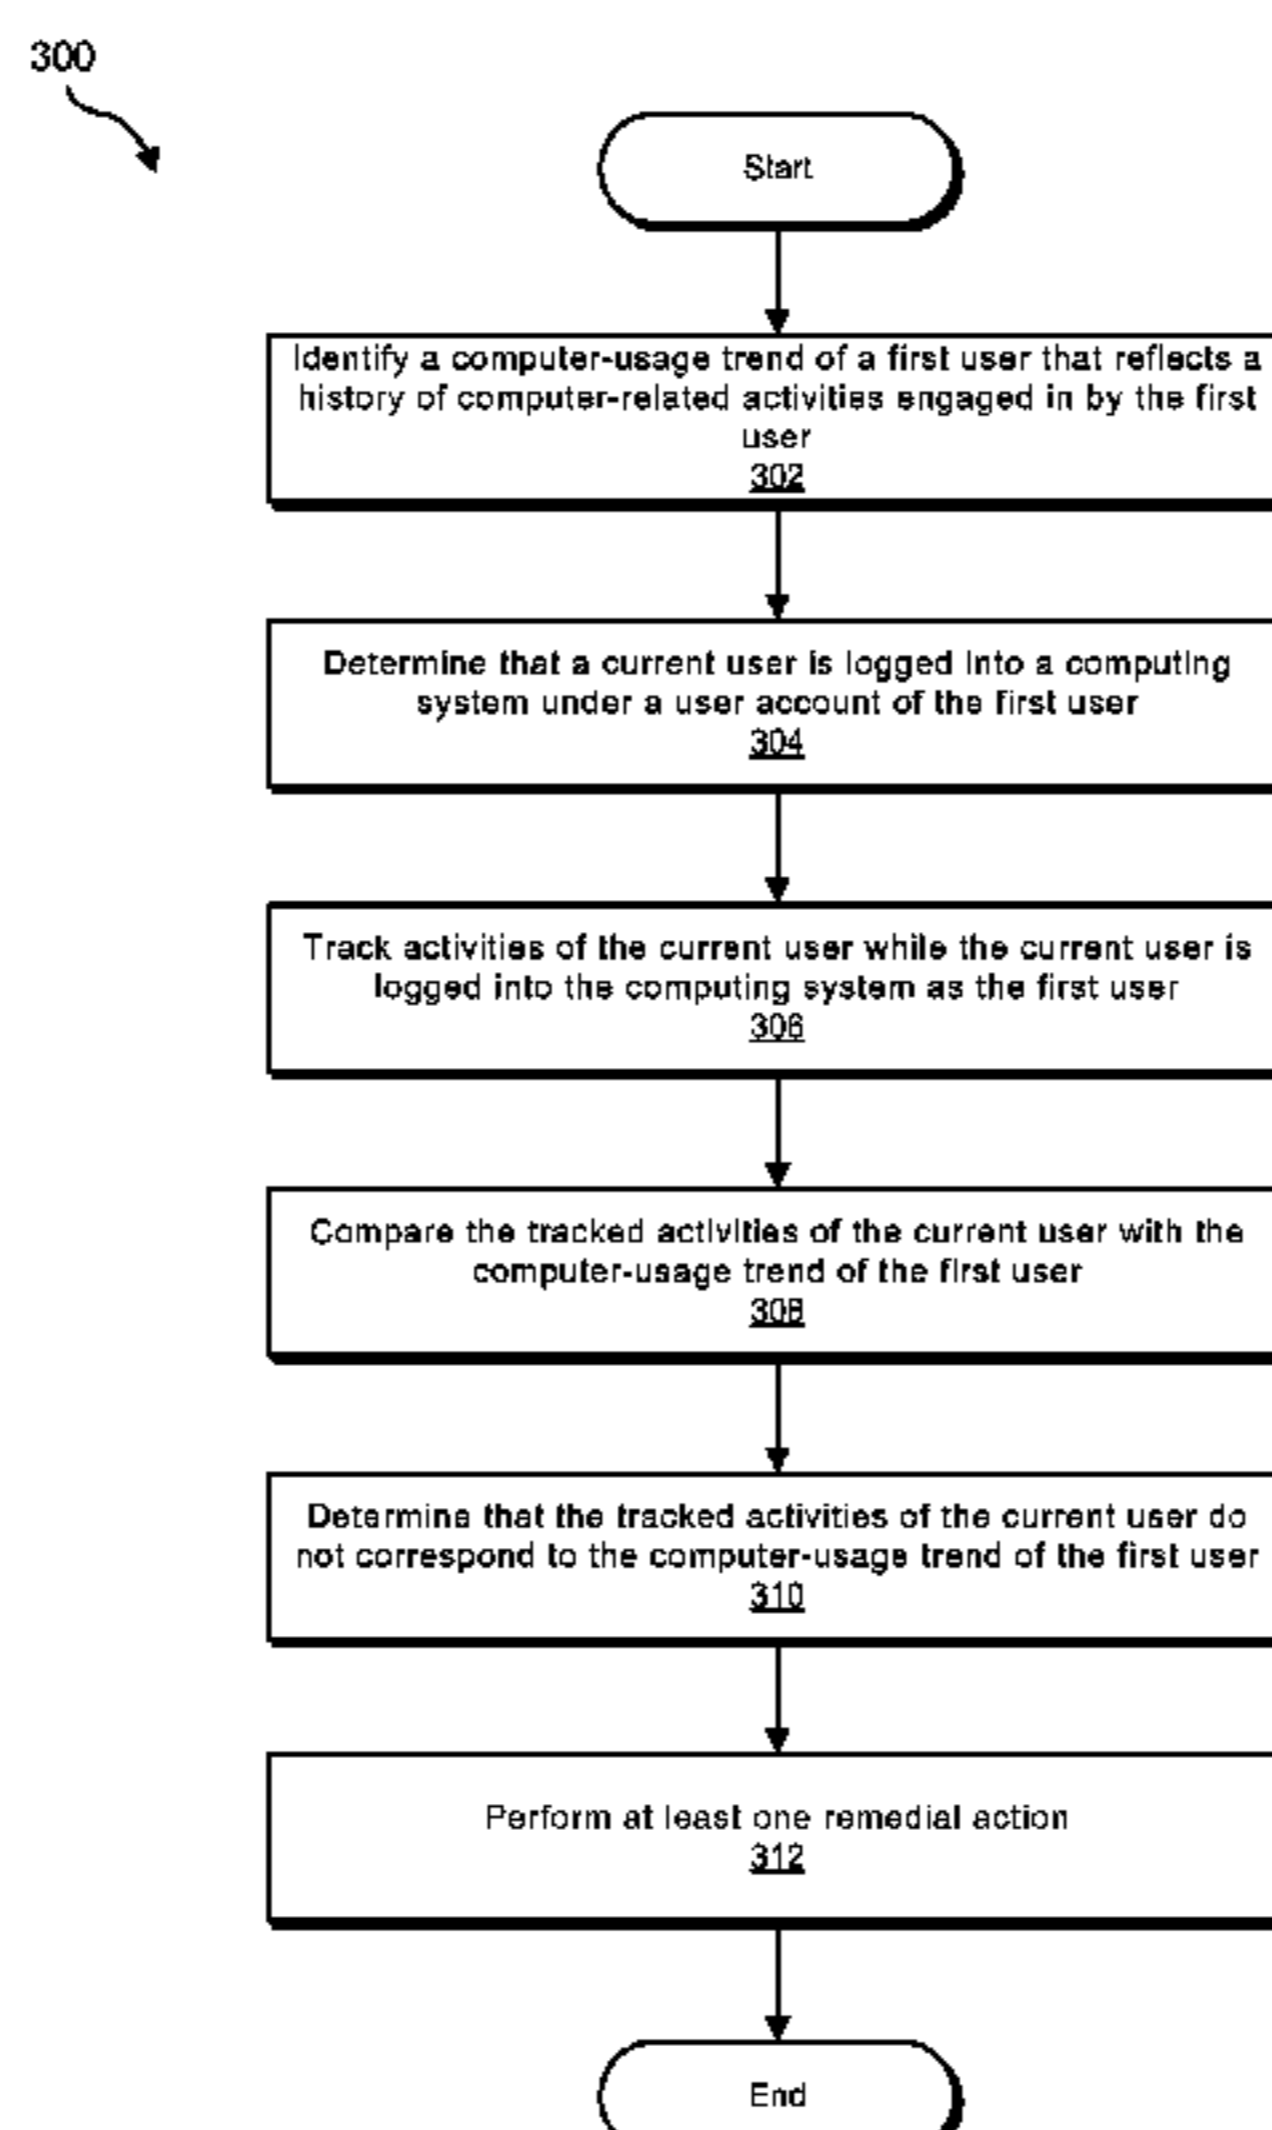 300
Start
Identify a computer-usage trend of a first user that reflects a
history of computer-related activities engaged in by the first
user
302
Determine that a current user is logged into a computing
system under a user account of the first user
304
Track activities of the current user while the current user is
logged into the computing system as the first user
306
Compare the tracked activities of the current user with the
computer-usage trend of the first user
308
Determine that the tracked activities of the current user do
not correspond to the computer-usage trend of the first user
310
Perform at least one remedial action
312
End